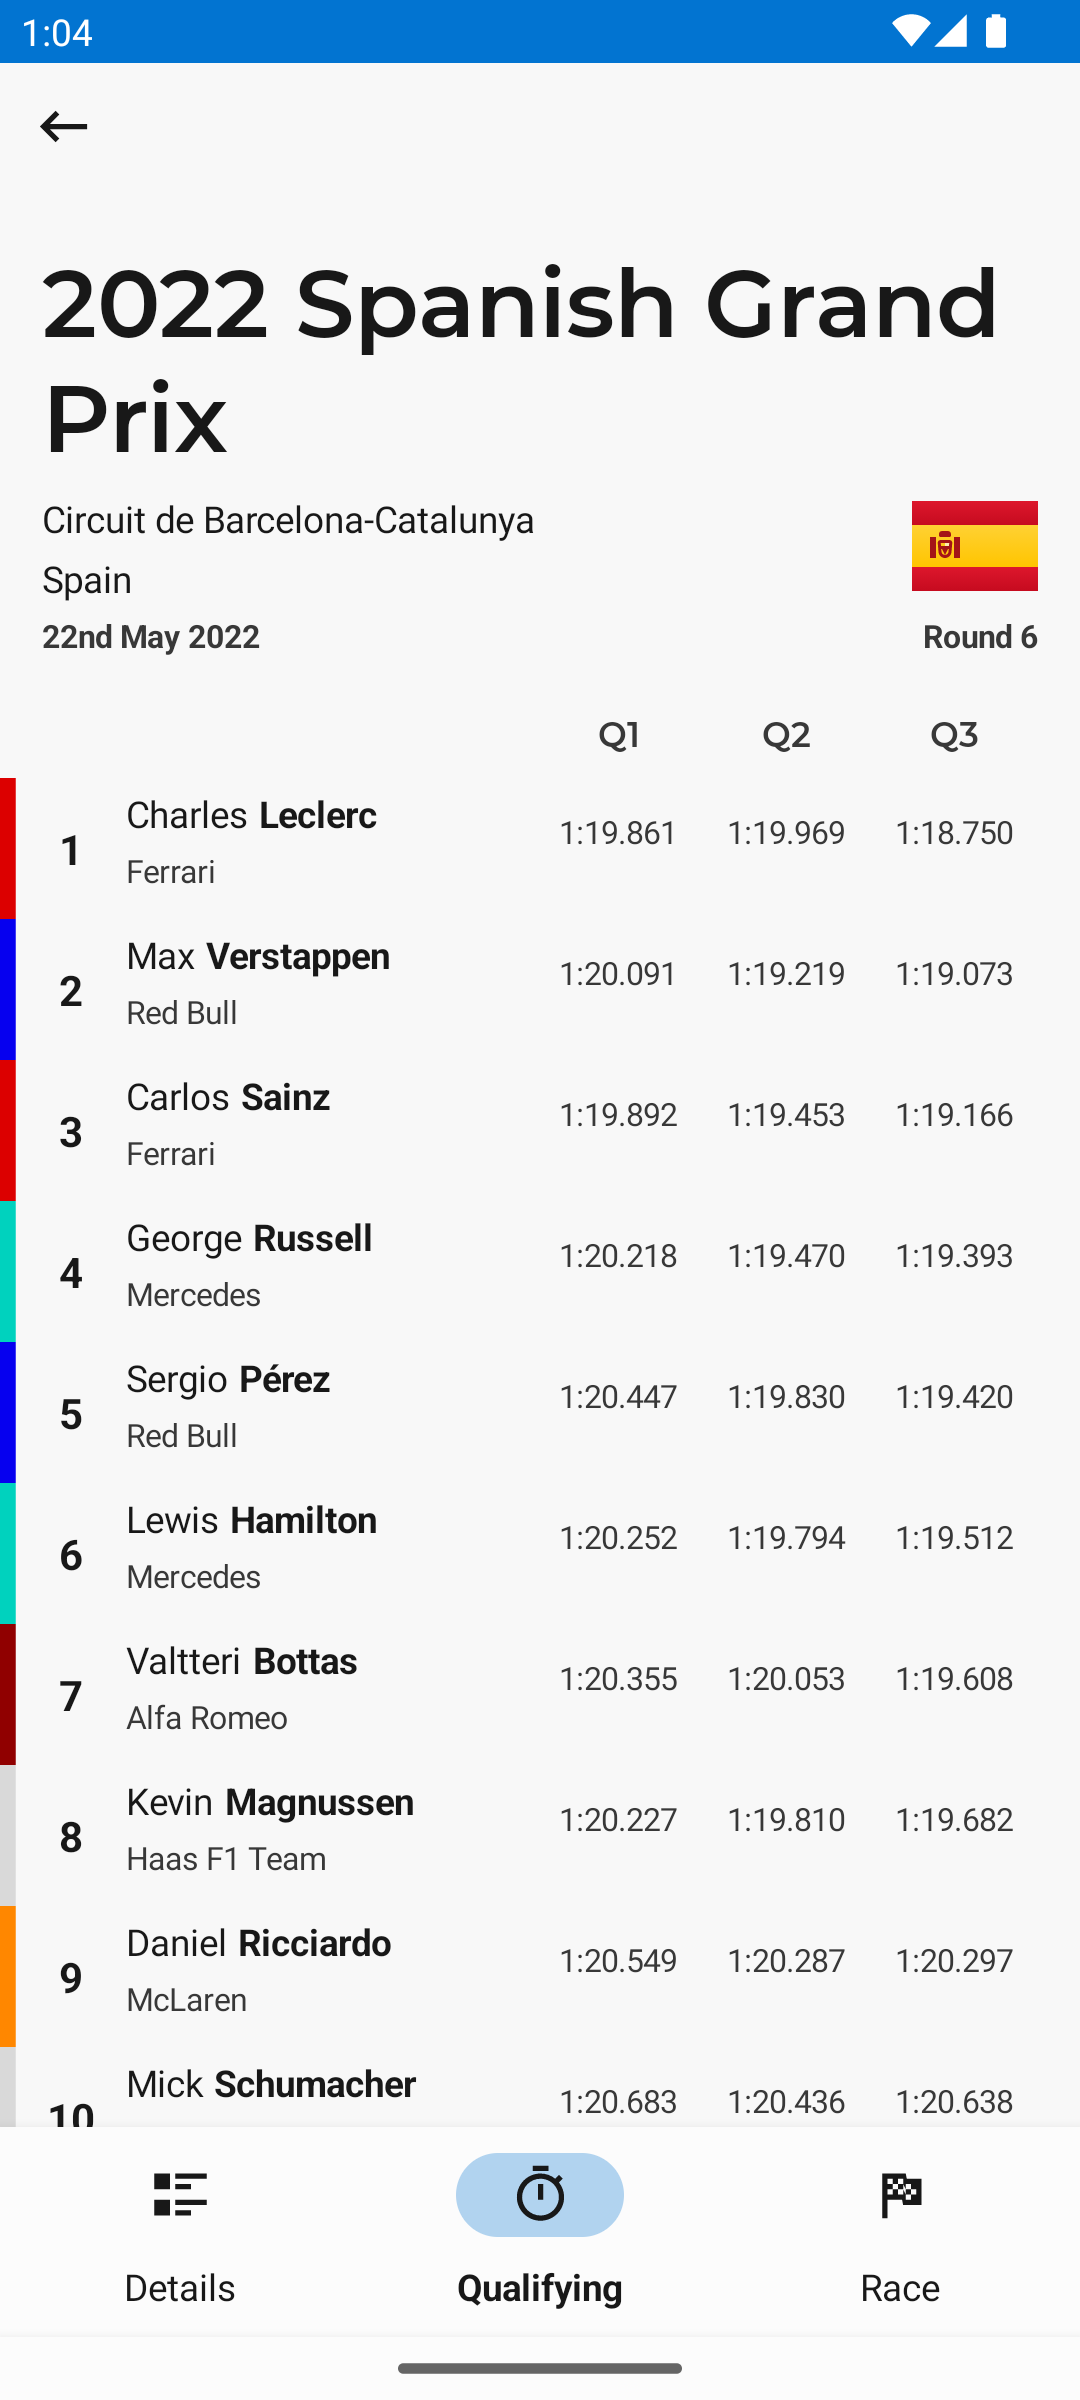 1:04
2022 Spanish Grand
Prix
Circuit de Barcelona-Catalunya
Spain
22nd May 2022
Round 6
Q1 Q2 Q3
1 Charles Leclerc 1:19.861 1:19.969 1:18.750
Ferrari
2 Max Verstappen 1:20.091 1:19.219 1:19.073
Red Bull
3 Carlos Sainz 1:19.892 1:19.453 1:19.166
Ferrari
4 George Russell 1:20.218 1:19.470 1:19.393
Mercedes
5 Sergio Pérez 1:20.447 1:19.830 1:19.420
Red Bull
6 Lewis Hamilton 1:20.252 1:19.794 1:19.512
Mercedes
7 Valtteri Bottas 1:20.355 1:20.053 1:19.608
Alfa Romeo
8 Kevin Magnussen 1:20.227 1:19.810 1:19.682
Haas F1 Team
9 Daniel Ricciardo 1:20.549 1:20.287 1:20.297
McLaren
10 Mick Schumacher 1:20.683 1:20.436 1:20.638
Details Qualifying Race